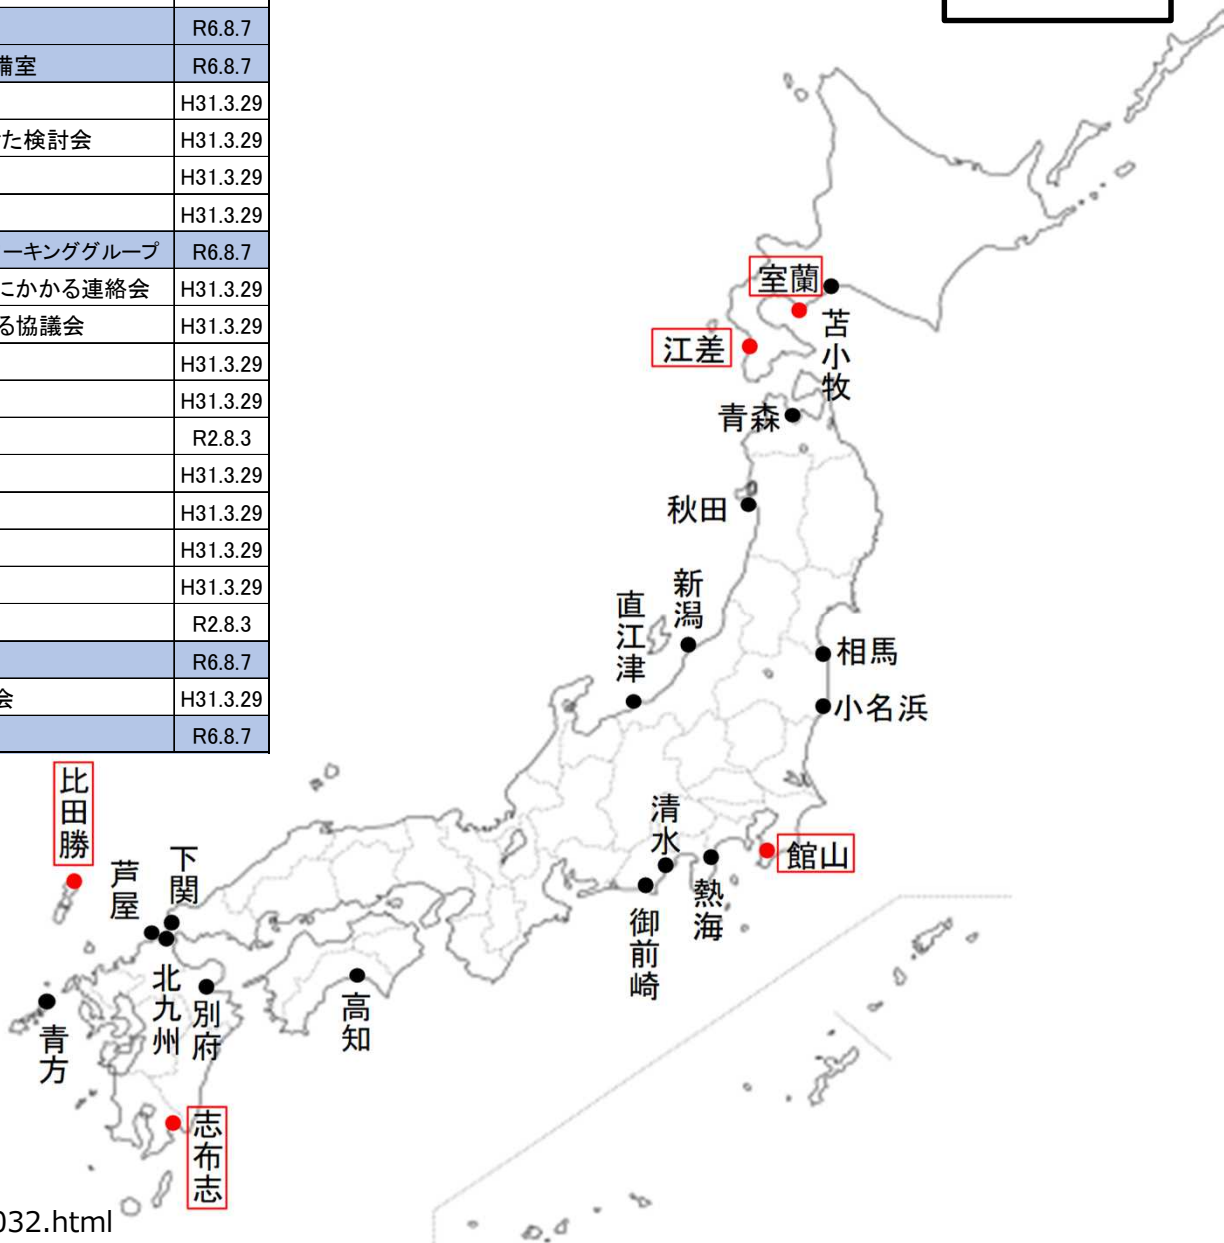 R6.8.7
備室 R6.8.7
H31.3.29
た検討会 H31.3.29
H31.3.29
H31.3.29
ーキンググループ R6.8.7
にかかる連絡会 H31.3.29
る協議会 H31.3.29
H31.3.29
H31.3.29
R2.8.3
H31.3.29
H31.3.29
H31.3.29
H31.3.29
R2.8.3
R6.8.7
会 H31.3.29
R6.8.7
室蘭
苫小牧
江差
青森
秋田
新潟
直江津
相馬
小名浜
比田勝
下関
芦屋
清水
館山
熱海
御前崎
北九州
別府
高知
青方
志布志
032.html